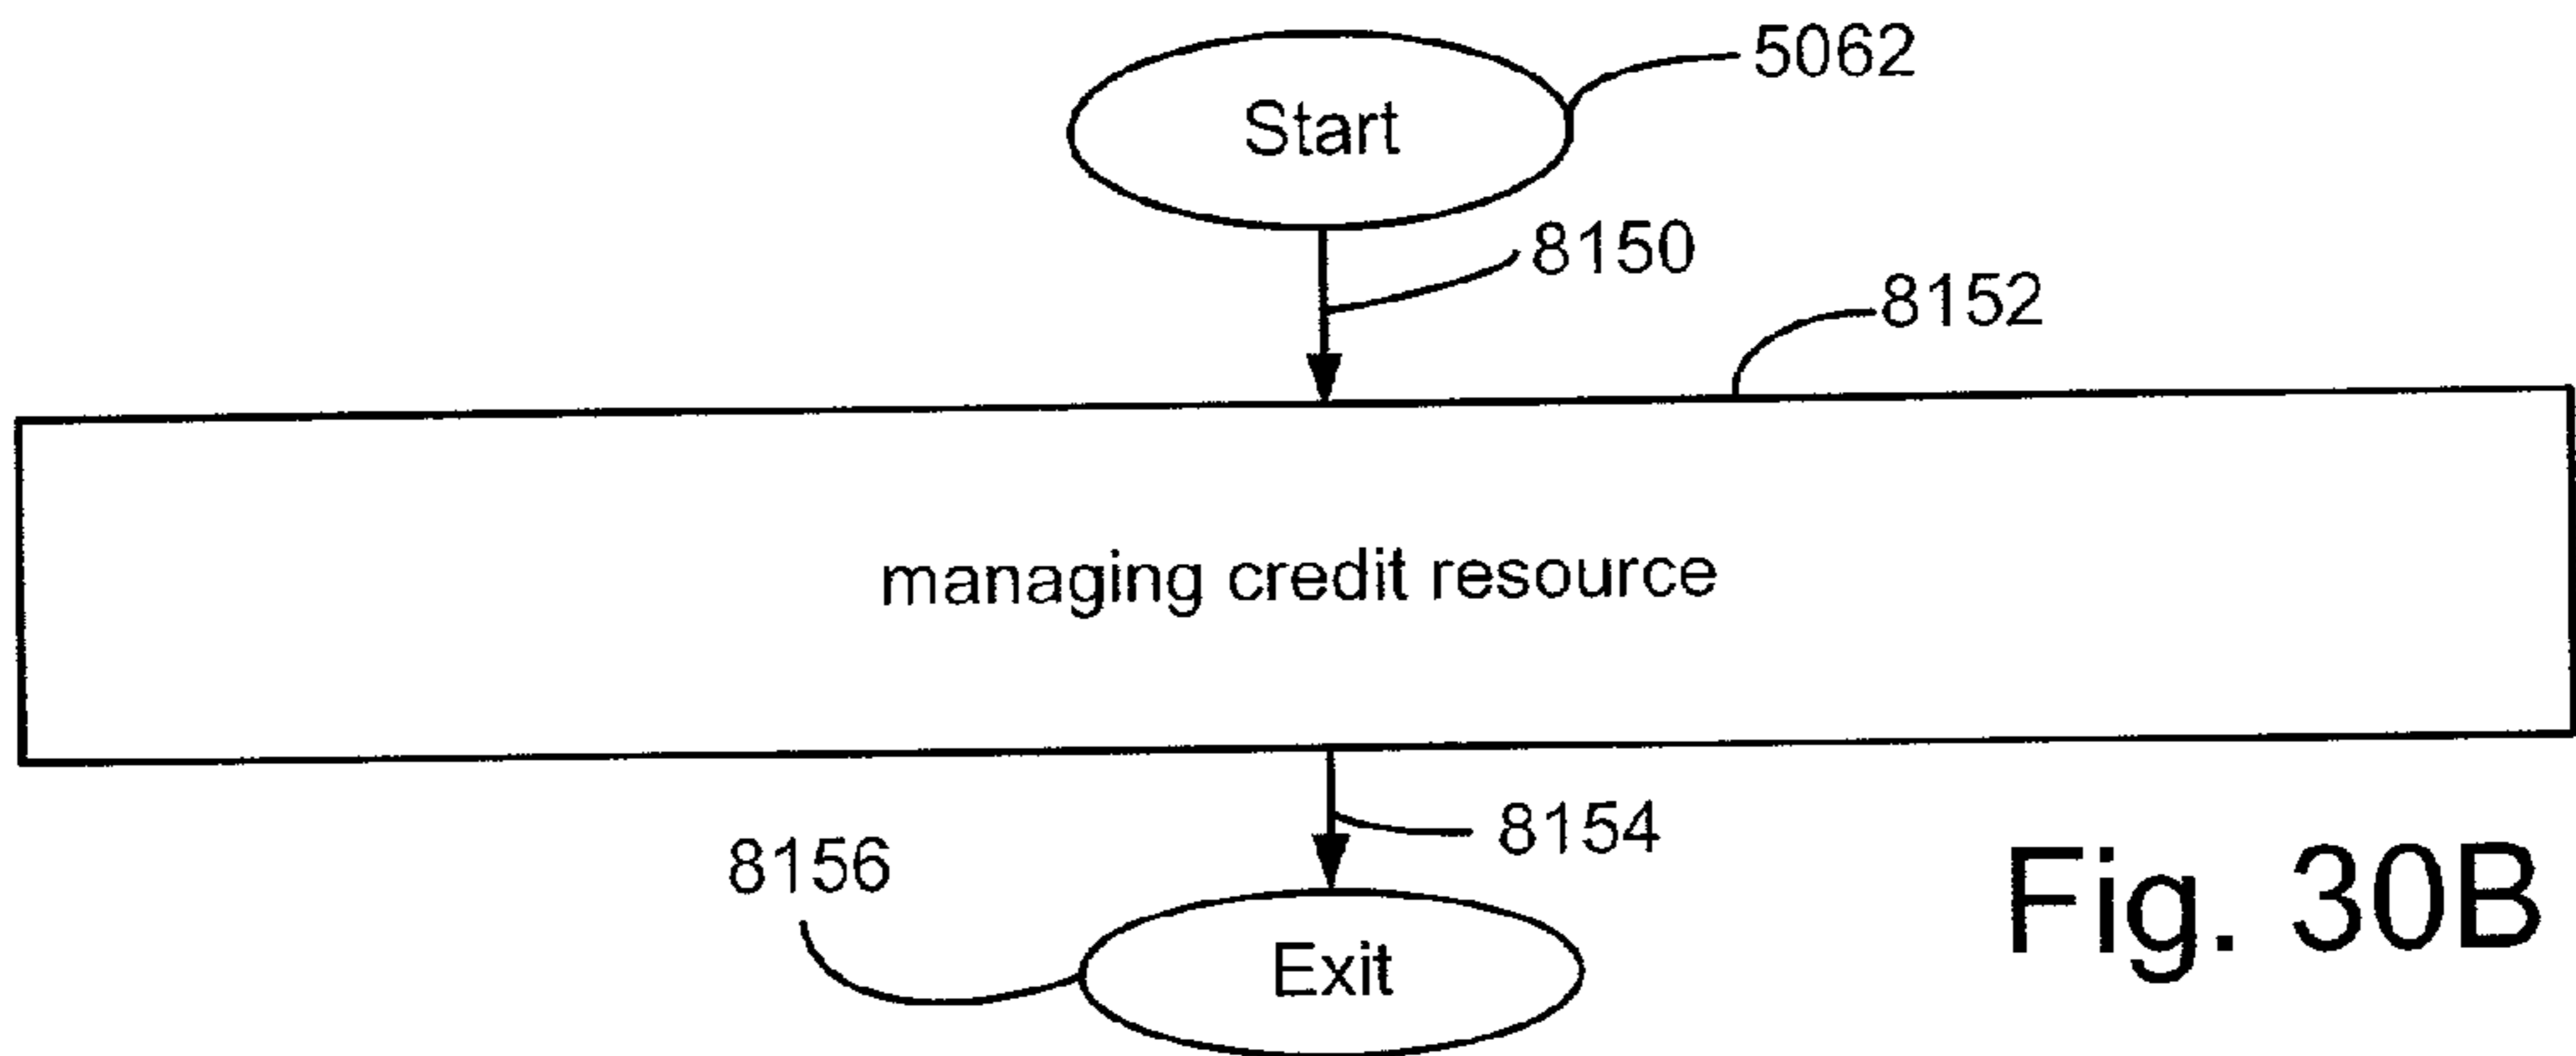 5062
Start
8150
8152
managing credit resource
8154
8156
Exit
Fig. 30B